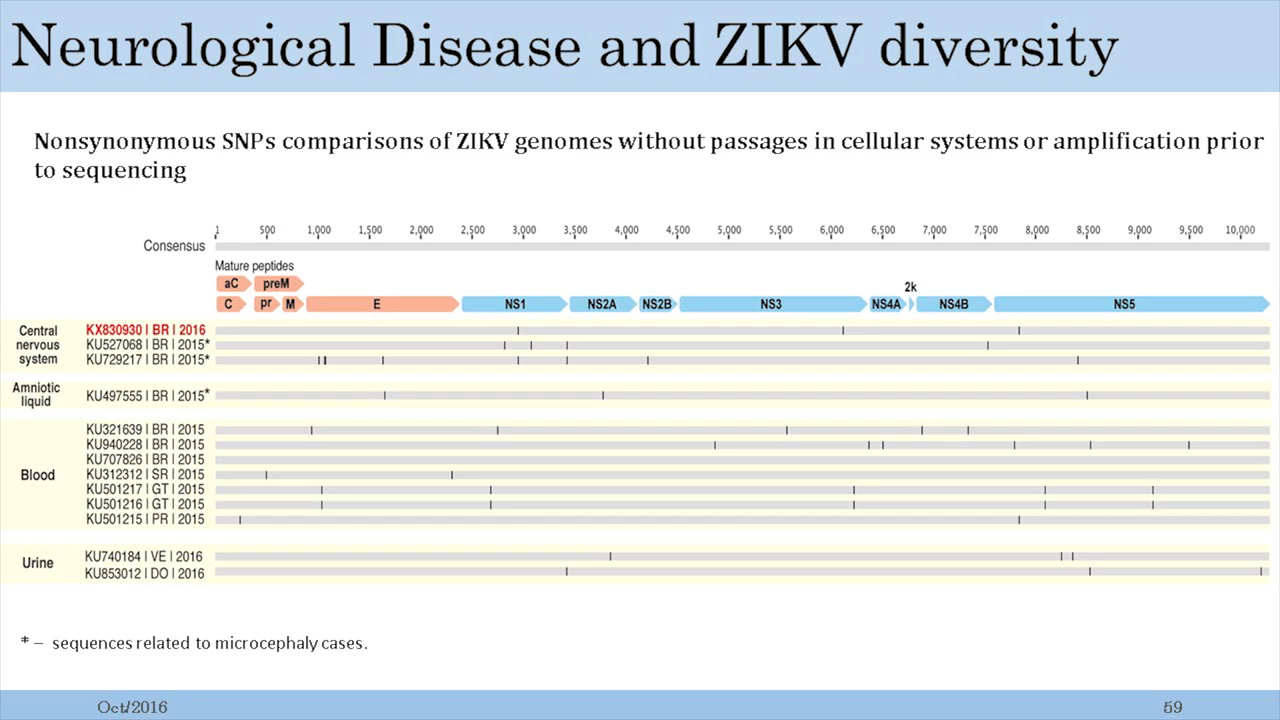 Neurological Disease and ZIKV diversity
Nonsynonymous SNPs comparisons of ZIKV genomes without passages in cellular systems or amplification prior
to sequencing
1 500 1,000 1,500 2,000 2,500 3,000 3,500 4,000 4,500 5,000 5,500 6,000 6,500 7,000 7,500 8,000 8,500 9,000 9,500 10,000
Consensus
Mature peptides
aC preM
2k
C pr M E NS1 NS2A NS2B NS3 NS4A NS4B NS5
Central
nervous
system
KX830930 | BR | 2016
KU527068 | BR | 2015*
KU729217 | BR | 2015*
Amniotic
liquid
KU497555 | BR | 2015*
Blood
KU321639 | BR | 2015
KU940228 | BR | 2015
KU707826 | BR | 2015
KU312312 | SR | 2015
KU501217 | GT | 2015
KU501216 | GT | 2015
KU501215 | PR | 2015
Urine
KU740184 | VE | 2016
KU853012 | DO | 2016
* – sequences related to microcephaly cases.
Oct/2016
59